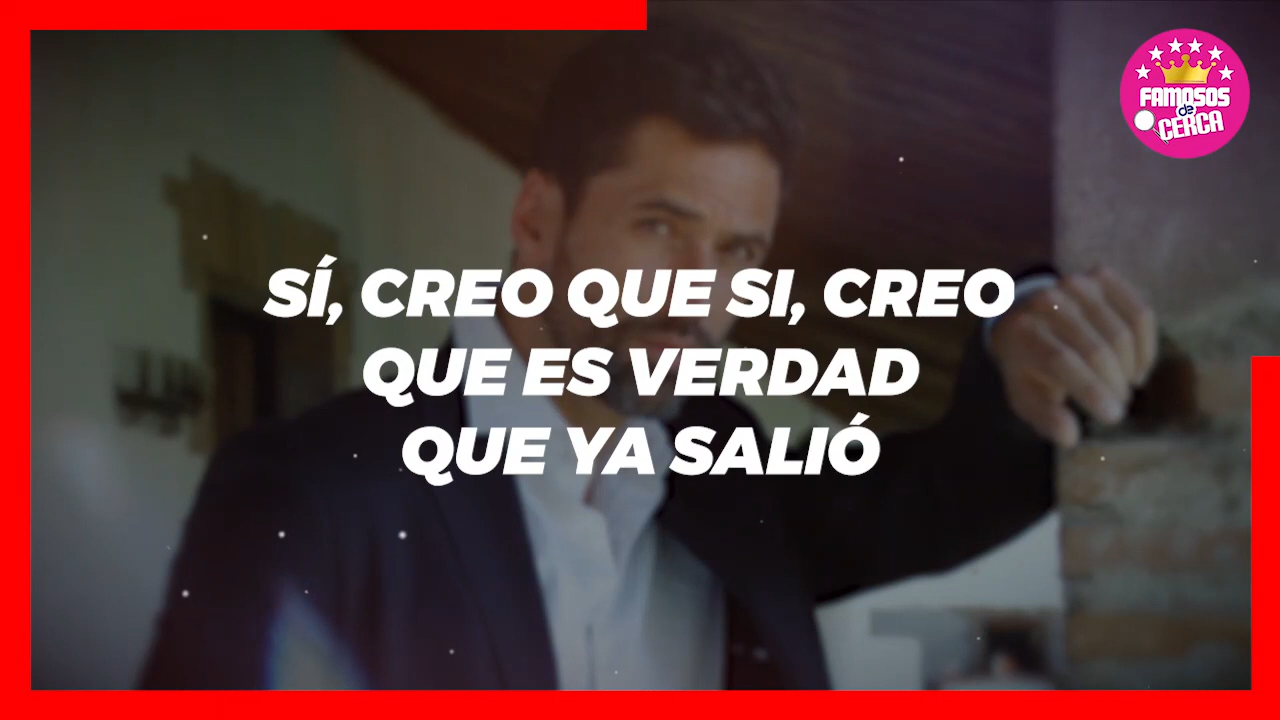 FAMOSOS
de
CERCA
SÍ, CREO QUE SI, CREO
QUE ES VERDAD
QUE YA SALIÓ